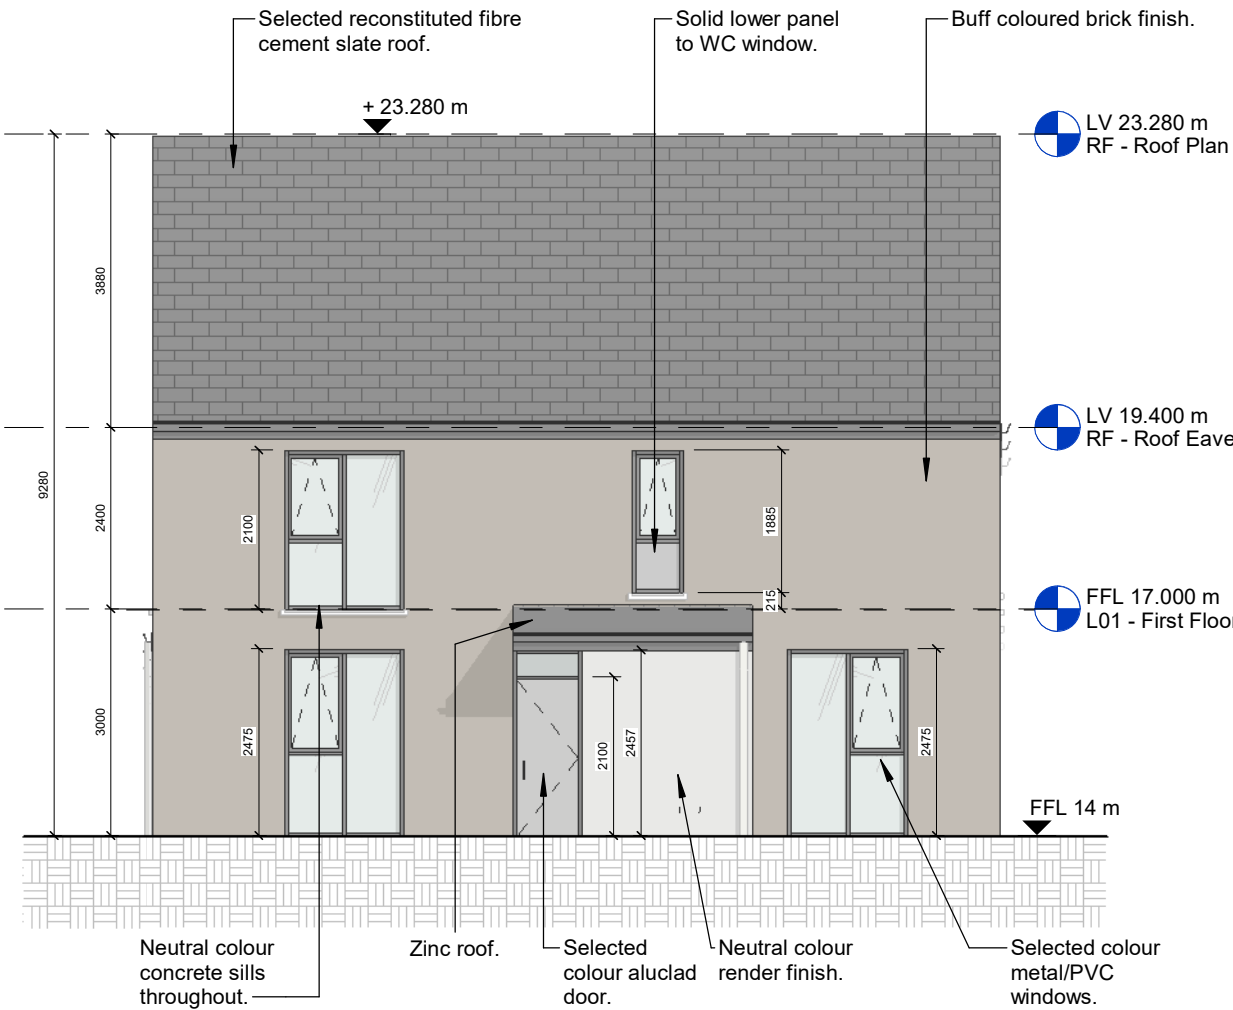 Selected reconstituted fibre
cement slate roof.
Solid lower panel
to WC window.
Buff coloured brick finish.
+ 23.280 m
LV 23.280 m
RF - Roof Plan
3880
LV 19.400 m
RF - Roof Eave
9280
2400
2100
1885
215
FFL 17.000 m
L01 - First Floor
3000
2475
2100
2457
2475
FFL 14 m
Neutral colour
concrete sills
throughout.
Zinc roof.
Selected
colour aluclad
door.
Neutral colour
render finish.
Selected colour
metal/PVC
windows.